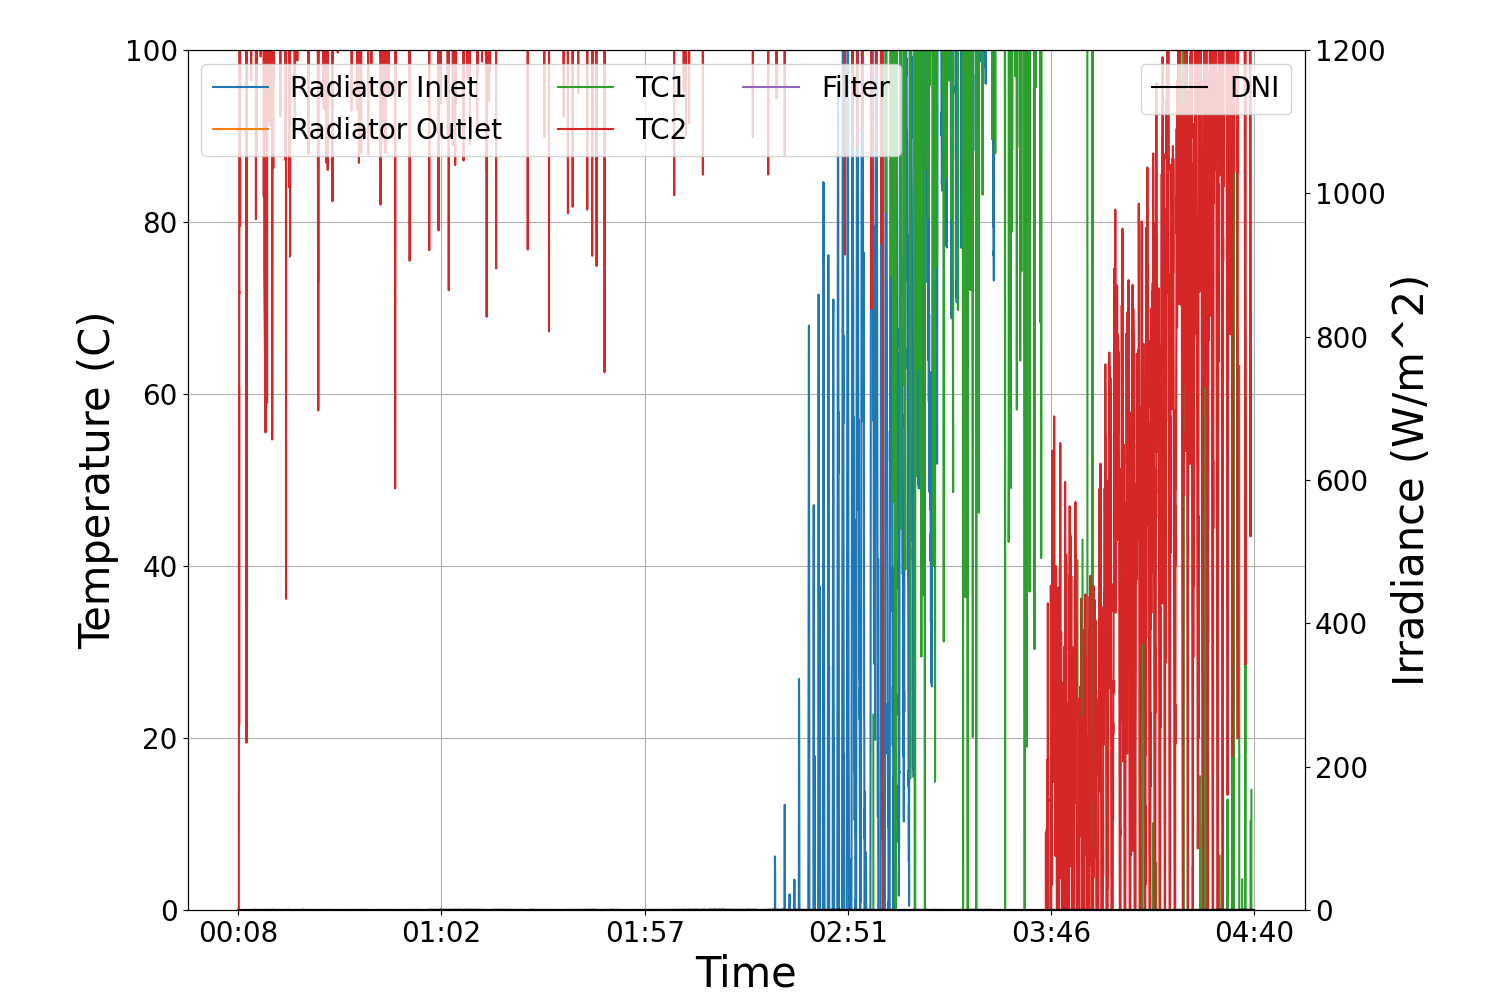 100
80
60
40
20
0
Temperature (C)
Radiator Inlet
Radiator Outlet
TC1
TC2
Filter
DNI
1200
1000
800
600
400
200
0
Irradiance (W/m^2)
00:08 01:02 01:57 02:51 03:46 04:40
Time